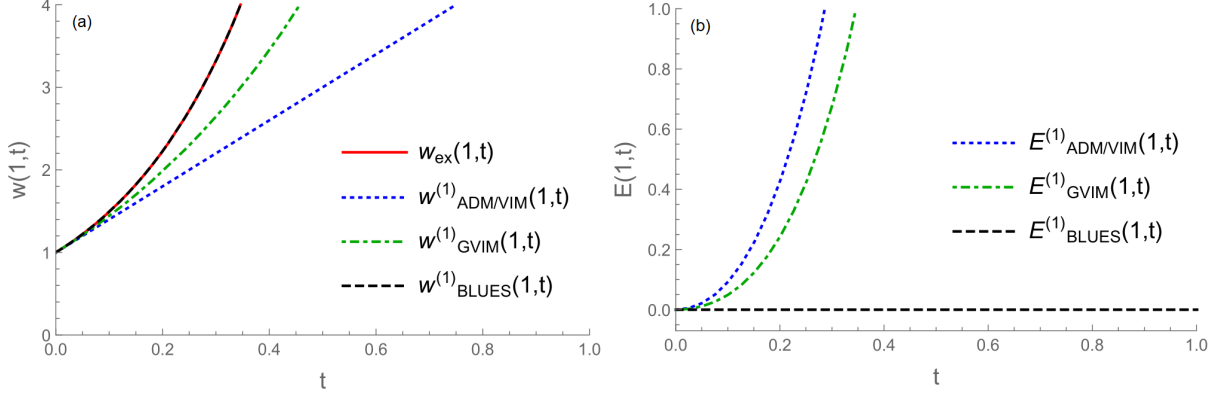 (a)
4
3
2
1
0
w(1,t)
w_ex(1,t)
w^(1)_ADM/VIM(1,t)
w^(1)_GVIM(1,t)
w^(1)_BLUES(1,t)
0.0 0.2 0.4 0.6 0.8 1.0
t
(b)
1.0
0.8
0.6
0.4
0.2
0.0
E(1,t)
E^(1)_ADM/VIM(1,t)
E^(1)_GVIM(1,t)
E^(1)_BLUES(1,t)
0.0 0.2 0.4 0.6 0.8 1.0
t